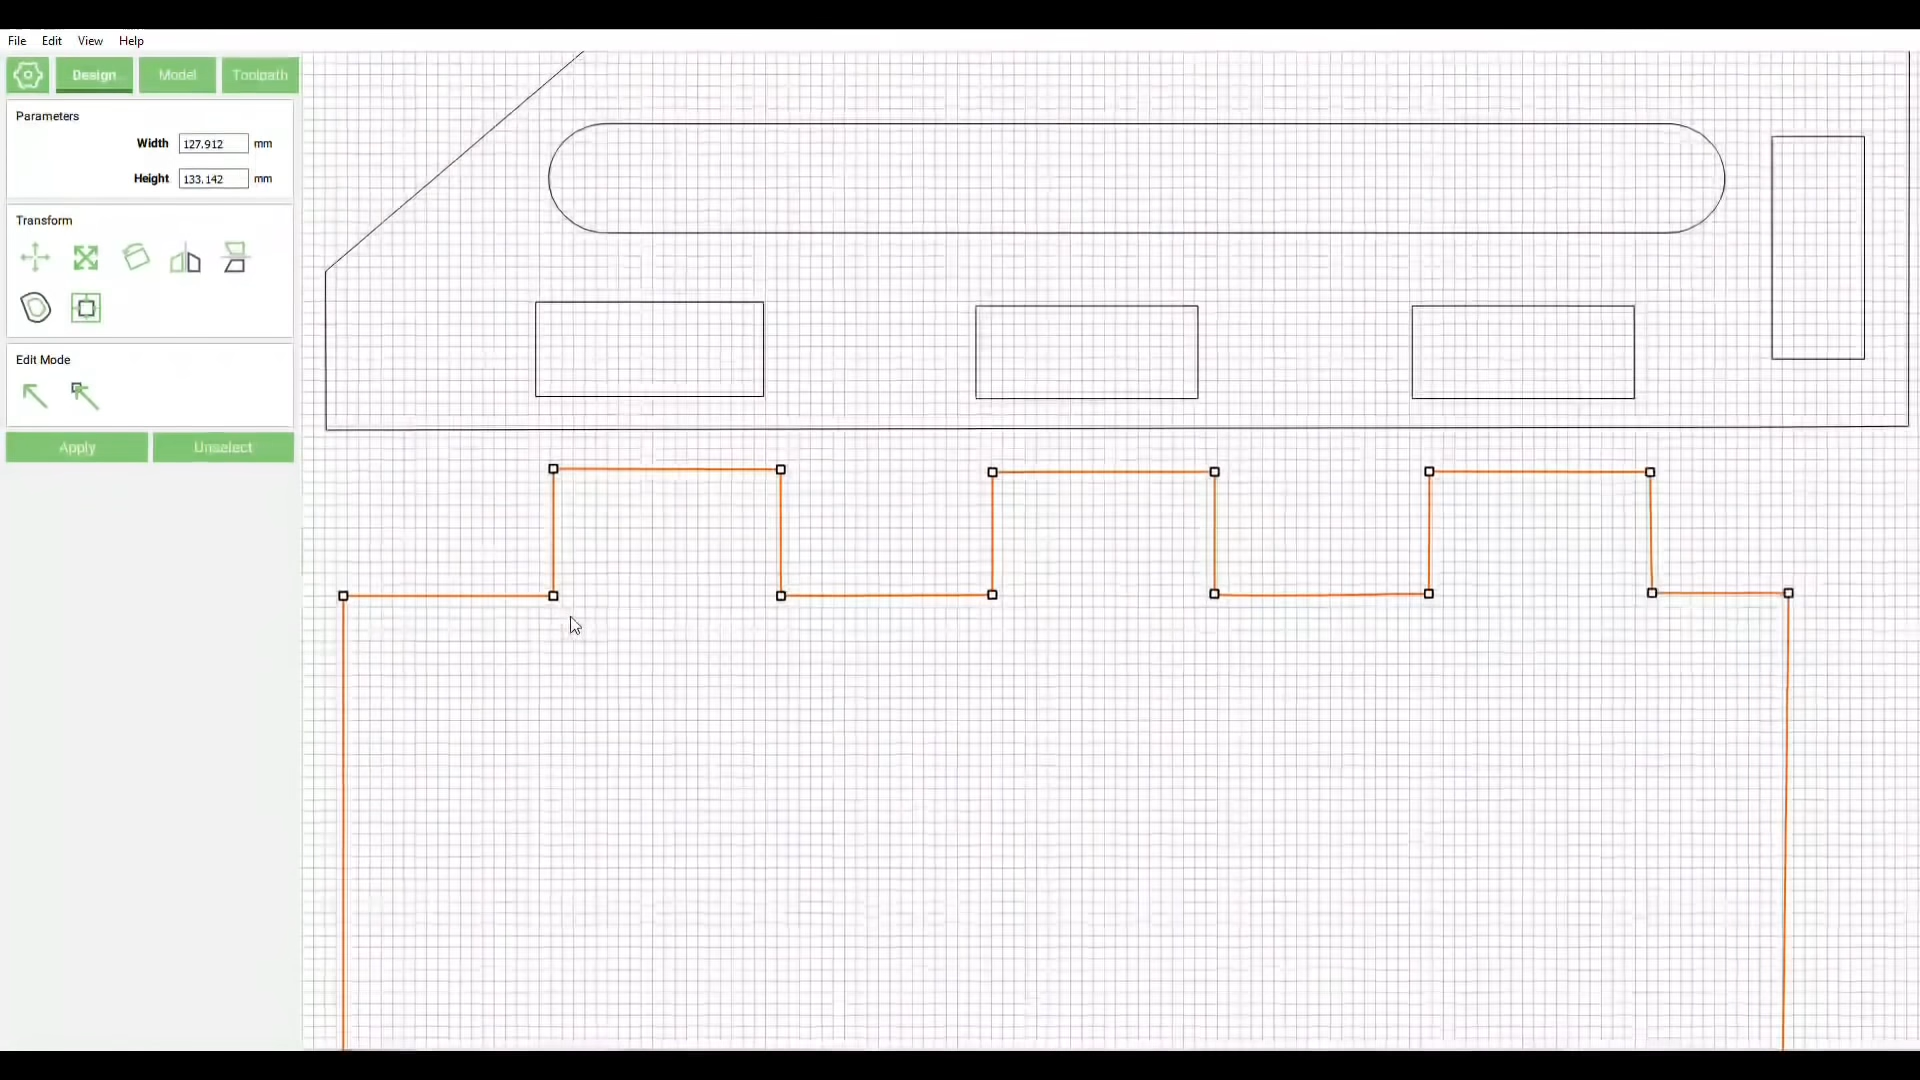 File Edit View Help
Design Model Toolpath
Parameters
Width 127.912 mm
Height 133.142 mm
Transform
Edit Mode
Apply Unselect